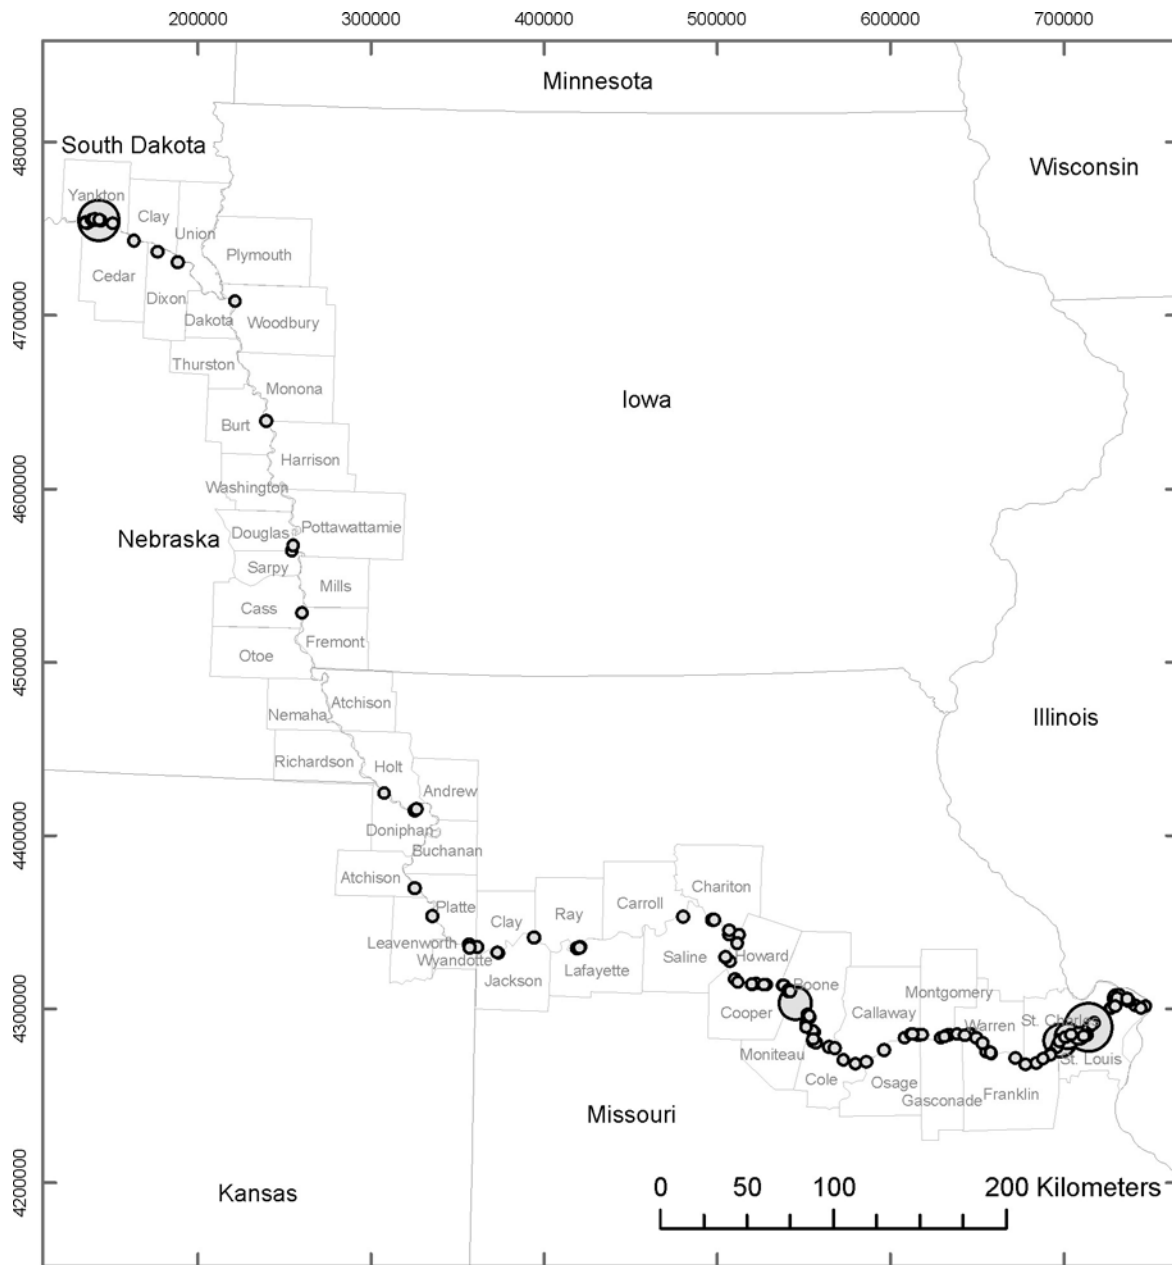 200000 300000 400000 500000 600000 700000
Minnesota
4800000
South Dakota
Wisconsin
Yankton
Clay
Union
Plymouth
Cedar
Dixon
4700000
Dakota
Woodbury
Thurston
Monona
Iowa
Burt
Harrison
4600000
Washington
Pottawattamie
Douglas
Nebraska
Sarpy
Mills
Cass
Fremont
Otoe
4500000
Atchison
Nemaha
Illinois
Richardson
Holt
Andrew
4400000
Doniphan
Buchanan
Atchison
Chariton
Platte
Carroll
Ray
Clay
Leavenworth
Saline
Howard
Wyandotte
Lafayette
Jackson
Boone
Montgomery
4300000
Cooper
Callaway
St. Charles
Warren
Moniteau
St. Louis
Cole
Osage
Franklin
Gasconade
Missouri
4200000
Kansas
0 50 100 200 Kilometers